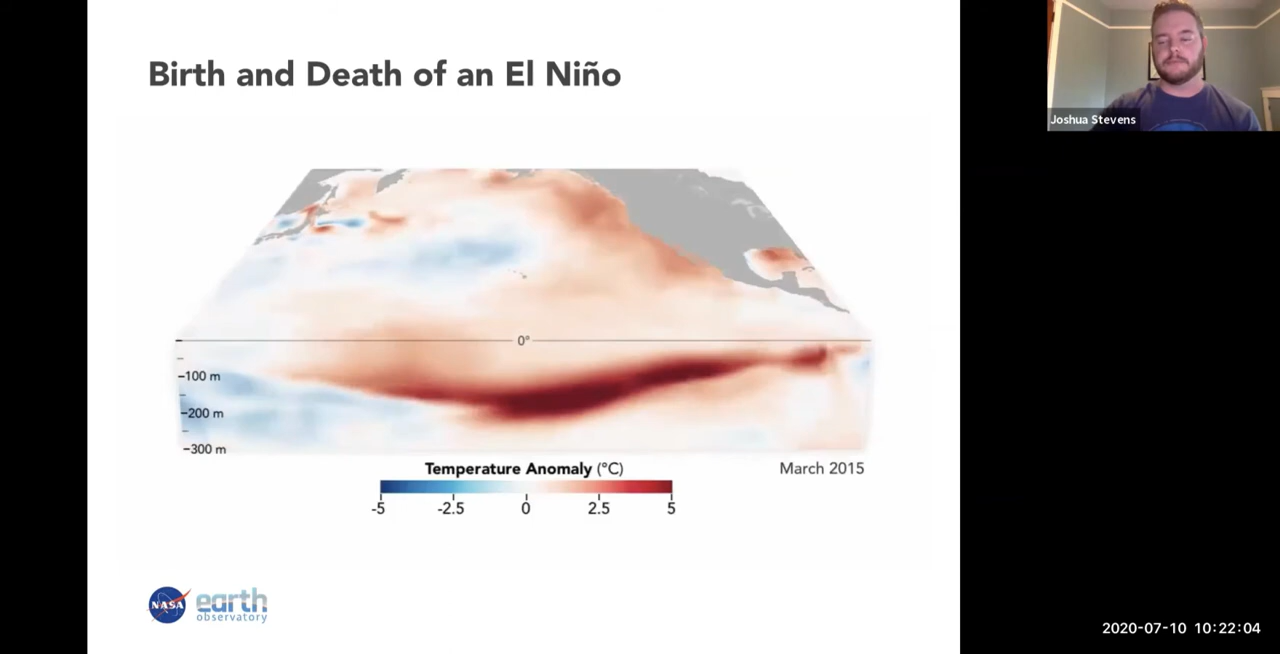 Birth and Death of an El Niño
Joshua Stevens
0°
−100 m
−200 m
−300 m
Temperature Anomaly (°C)
March 2015
-5 -2.5 0 2.5 5
NASA
earth
observatory
2020-07-10 10:22:04